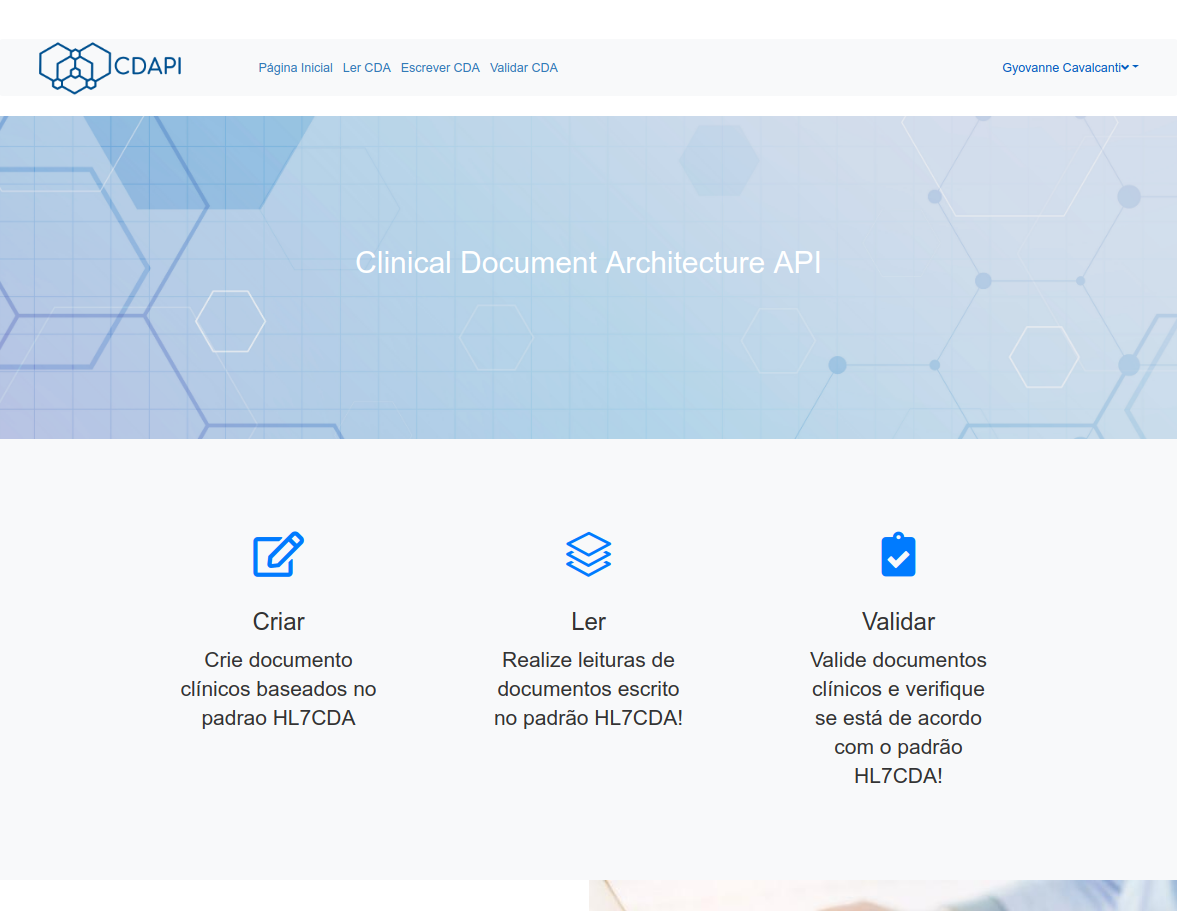 CDAPI
Página Inicial Ler CDA Escrever CDA Validar CDA
Gyovanne Cavalcanti
Clinical Document Architecture API
Criar
Crie documento
clínicos baseados no
padrao HL7CDA
Ler
Realize leituras de
documentos escrito
no padrão HL7CDA!
Validar
Valide documentos
clínicos e verifique
se está de acordo
com o padrão
HL7CDA!